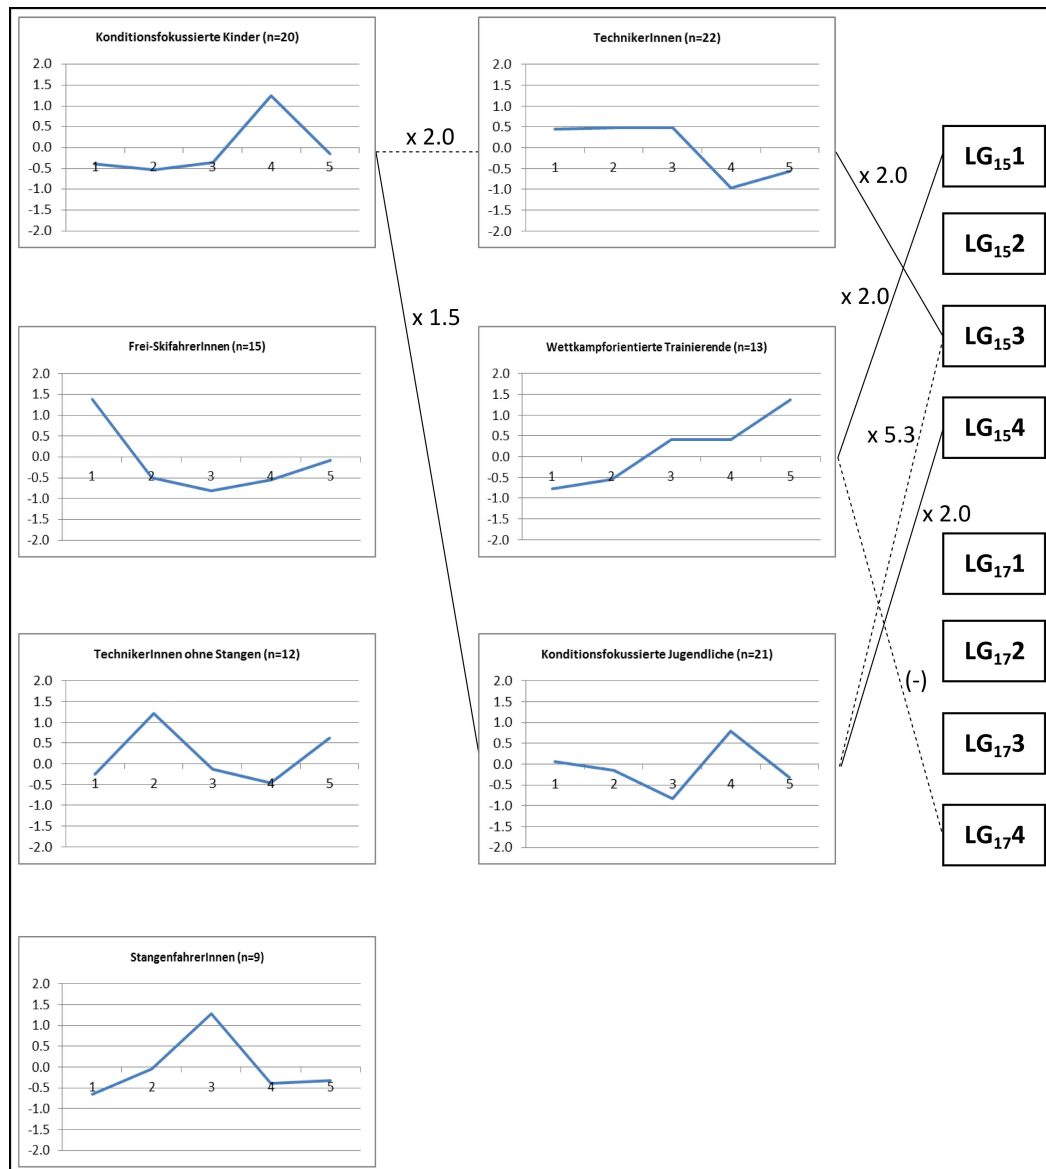 Konditionsfokussierte Kinder (n=20)
2.0
1.5
1.0
0.5
0.0
-0.5
-1.0
-1.5
-2.0
1 2 3 4 5
TechnikerInnen (n=22)
2.0
1.5
1.0
0.5
0.0
-0.5
-1.0
-1.5
-2.0
1 2 3 4 5
Frei-SkifahrerInnen (n=15)
2.0
1.5
1.0
0.5
0.0
-0.5
-1.0
-1.5
-2.0
1 2 3 4 5
Wettkampforientierte Trainierende (n=13)
2.0
1.5
1.0
0.5
0.0
-0.5
-1.0
-1.5
-2.0
1 2 3 4 5
TechnikerInnen ohne Stangen (n=12)
2.0
1.5
1.0
0.5
0.0
-0.5
-1.0
-1.5
-2.0
1 2 3 4 5
Konditionsfokussierte Jugendliche (n=21)
2.0
1.5
1.0
0.5
0.0
-0.5
-1.0
-1.5
-2.0
1 2 3 4 5
StangenfahrerInnen (n=9)
2.0
1.5
1.0
0.5
0.0
-0.5
-1.0
-1.5
-2.0
1 2 3 4 5
x 2.0
x 1.5
x 2.0
x 2.0
x 5.3
x 2.0
(-)
LG₁₅1
LG₁₅2
LG₁₅3
LG₁₅4
LG₁₇1
LG₁₇2
LG₁₇3
LG₁₇4